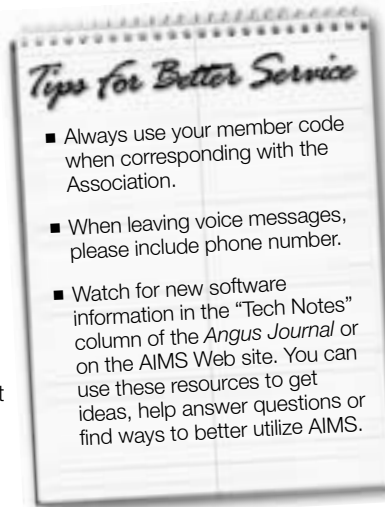 Tips for Better Service
■ Always use your member code
when corresponding with the
Association.
■ When leaving voice messages,
please include phone number.
■ Watch for new software
information in the "Tech Notes"
column of the Angus Journal or
on the AIMS Web site. You can
use these resources to get
ideas, help answer questions or
find ways to better utilize AIMS.
t